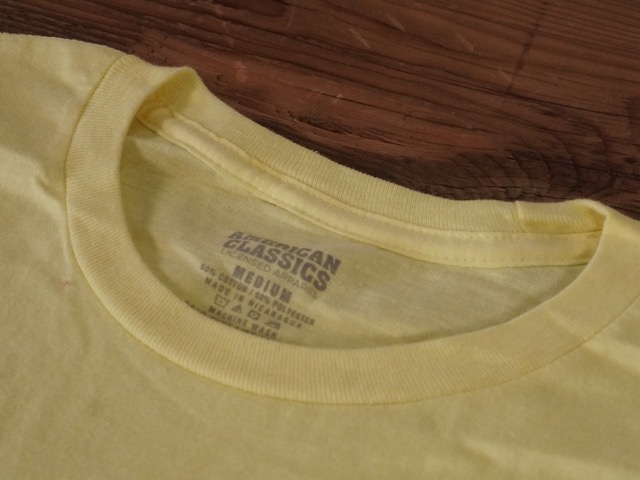 AMERICAN
CLASSICS
LICENSED APPAREL
MEDIUM
50% COTTON / 50% POLYESTER
MADE IN NICARAGUA
MACHINE WASH